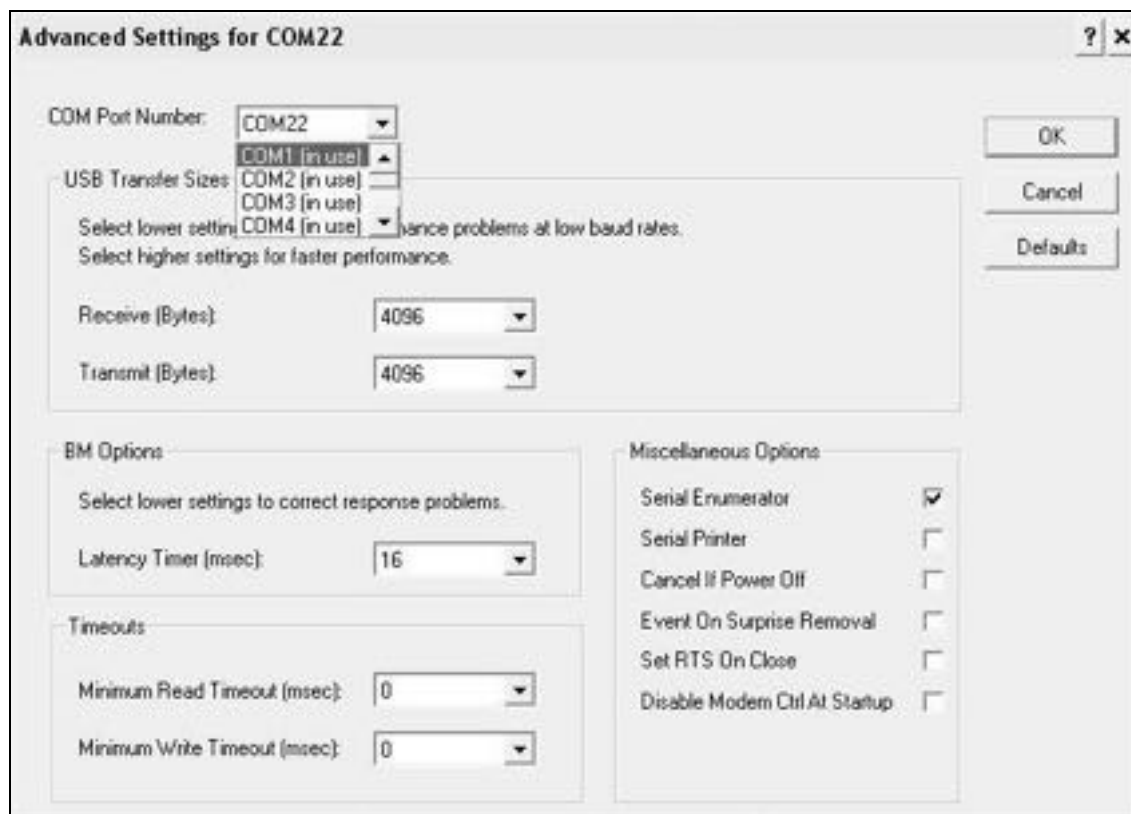 Advanced Settings for COM22
? ×
COM Port Number: COM22
COM1 (in use)
COM2 (in use)
COM3 (in use)
COM4 (in use)
OK
Cancel
Defaults
USB Transfer Sizes
Select lower settin mance problems at low baud rates.
Select higher settings for faster performance.
Receive (Bytes): 4096
Transmit (Bytes): 4096
BM Options
Select lower settings to correct response problems.
Latency Timer (msec): 16
Timeouts
Minimum Read Timeout (msec): 0
Minimum Write Timeout (msec): 0
Miscellaneous Options
Serial Enumerator
Serial Printer
Cancel If Power Off
Event On Surprise Removal
Set RTS On Close
Disable Modem Ctrl At Startup